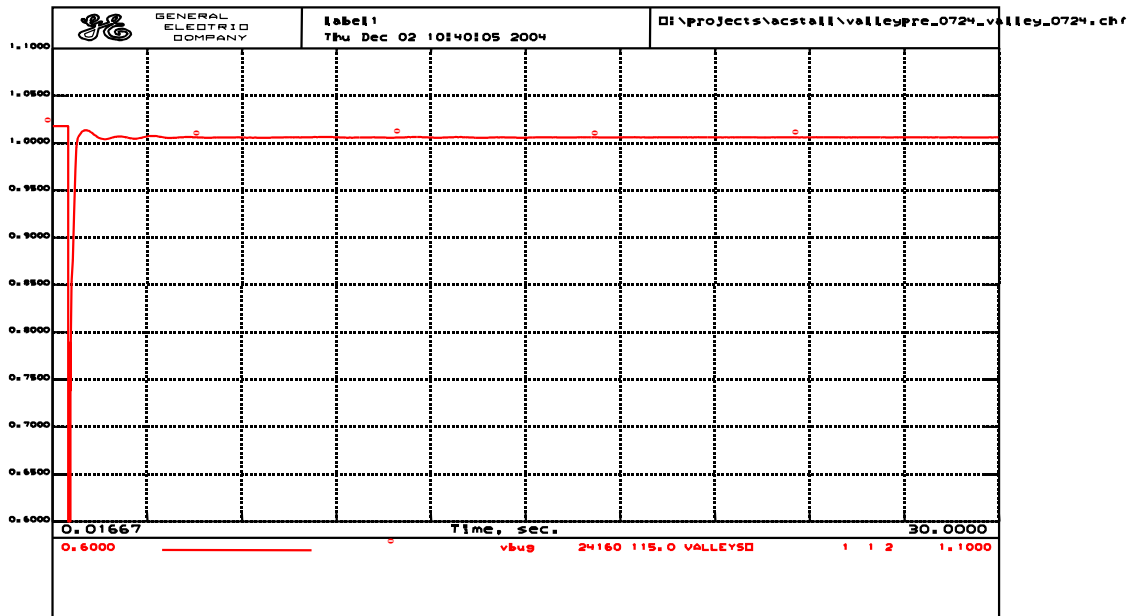 GENERAL
ELECTRIC
COMPANY
label1
Thu Dec 02 10:40:05 2004
C:\projects\acstall\valleypre_0724_valley_0724.chf
1.1000
1.0500
1.0000
0.9500
0.9000
0.8500
0.8000
0.7500
0.7000
0.6500
0.6000
0.01667 Time, sec. 30.0000
0.6000 vbug 24160 115.0 VALLEYSC 1 1 2 1.1000